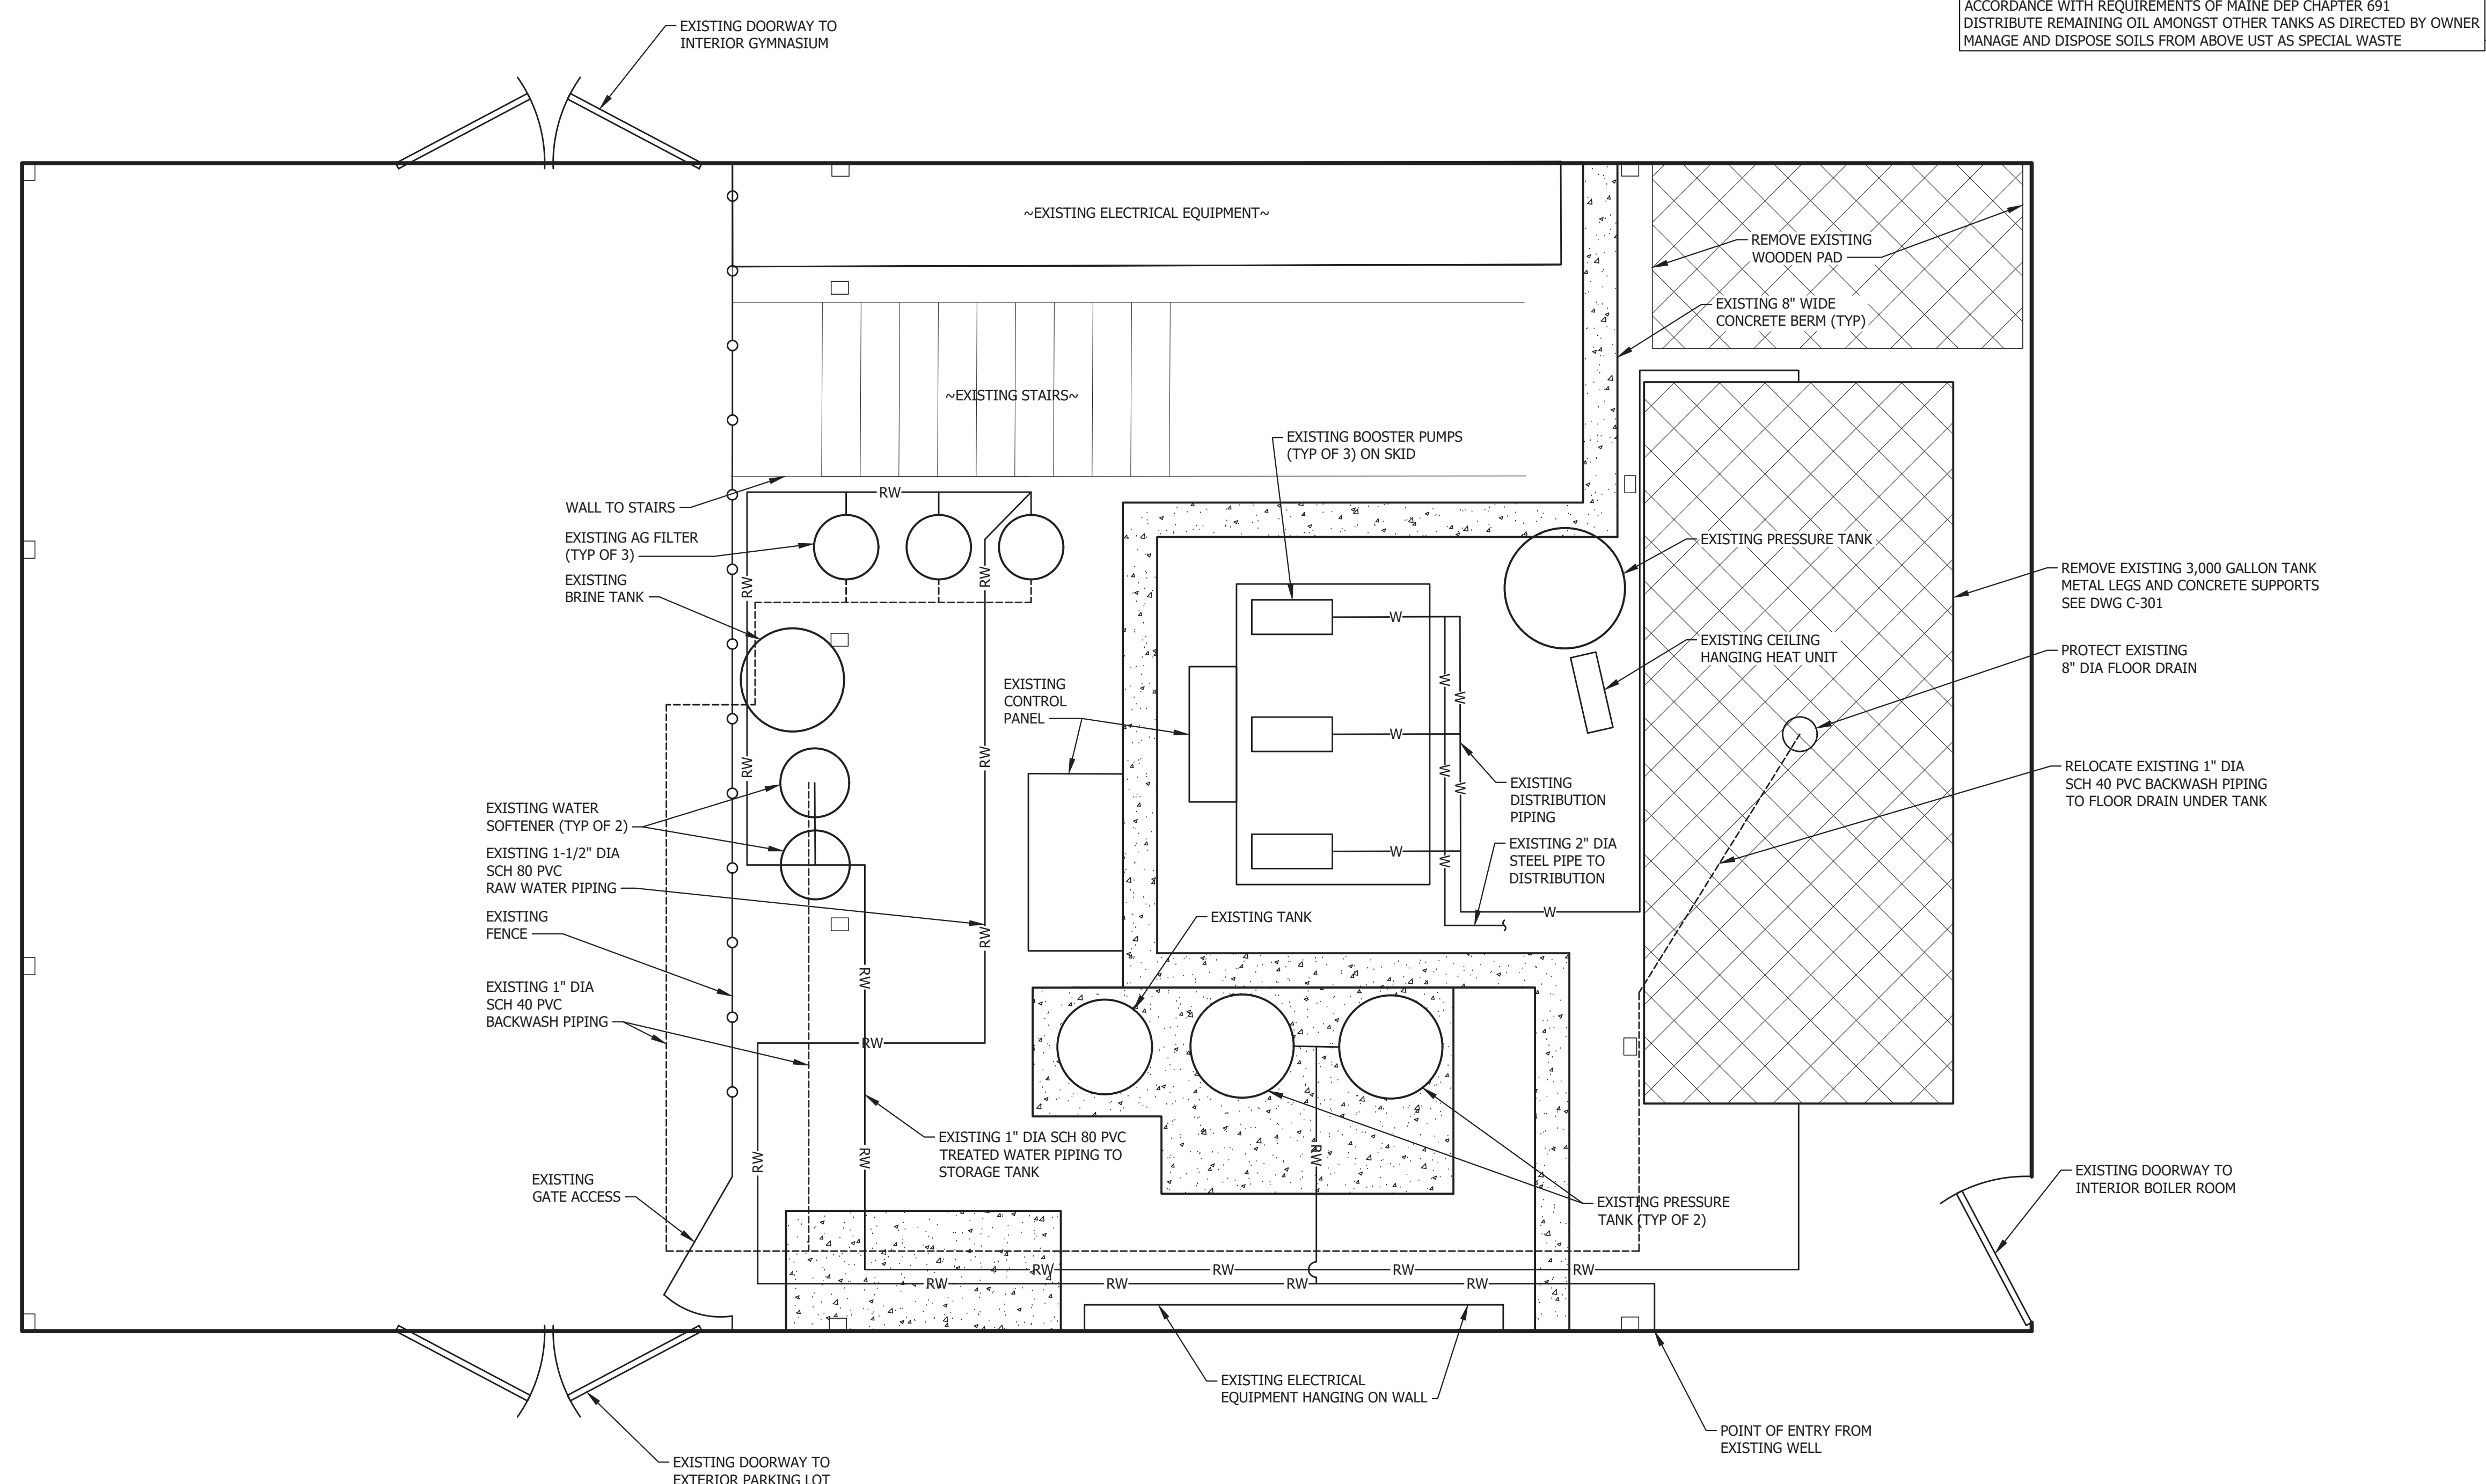 ACCORDANCE WITH REQUIREMENTS OF MAINE DEP CHAPTER 691
DISTRIBUTE REMAINING OIL AMONGST OTHER TANKS AS DIRECTED BY OWNER
MANAGE AND DISPOSE SOILS FROM ABOVE UST AS SPECIAL WASTE
EXISTING DOORWAY TO
INTERIOR GYMNASIUM
~EXISTING ELECTRICAL EQUIPMENT~
REMOVE EXISTING
WOODEN PAD
EXISTING 8" WIDE
CONCRETE BERM (TYP)
~EXISTING STAIRS~
EXISTING BOOSTER PUMPS
(TYP OF 3) ON SKID
WALL TO STAIRS
RW
EXISTING AG FILTER
(TYP OF 3)
EXISTING
BRINE TANK
RW
RW
EXISTING PRESSURE TANK
REMOVE EXISTING 3,000 GALLON TANK
METAL LEGS AND CONCRETE SUPPORTS
SEE DWG C-301
W
EXISTING CEILING
HANGING HEAT UNIT
PROTECT EXISTING
8" DIA FLOOR DRAIN
EXISTING
CONTROL
PANEL
W
W
W
RW
RW
W
W
W
EXISTING
DISTRIBUTION
PIPING
RELOCATE EXISTING 1" DIA
SCH 40 PVC BACKWASH PIPING
TO FLOOR DRAIN UNDER TANK
EXISTING WATER
SOFTENER (TYP OF 2)
EXISTING 1-1/2" DIA
SCH 80 PVC
RAW WATER PIPING
W
EXISTING 2" DIA
STEEL PIPE TO
DISTRIBUTION
W
EXISTING
FENCE
RW
RW
EXISTING TANK
EXISTING 1" DIA
SCH 40 PVC
BACKWASH PIPING
RW
EXISTING 1" DIA SCH 80 PVC
TREATED WATER PIPING TO
STORAGE TANK
RW
RW
RW
EXISTING
GATE ACCESS
EXISTING PRESSURE
TANK (TYP OF 2)
EXISTING DOORWAY TO
INTERIOR BOILER ROOM
RW
RW
RW
RW
RW
RW
RW
RW
EXISTING ELECTRICAL
EQUIPMENT HANGING ON WALL
POINT OF ENTRY FROM
EXISTING WELL
EXISTING DOORWAY TO
EXTERIOR PARKING LOT